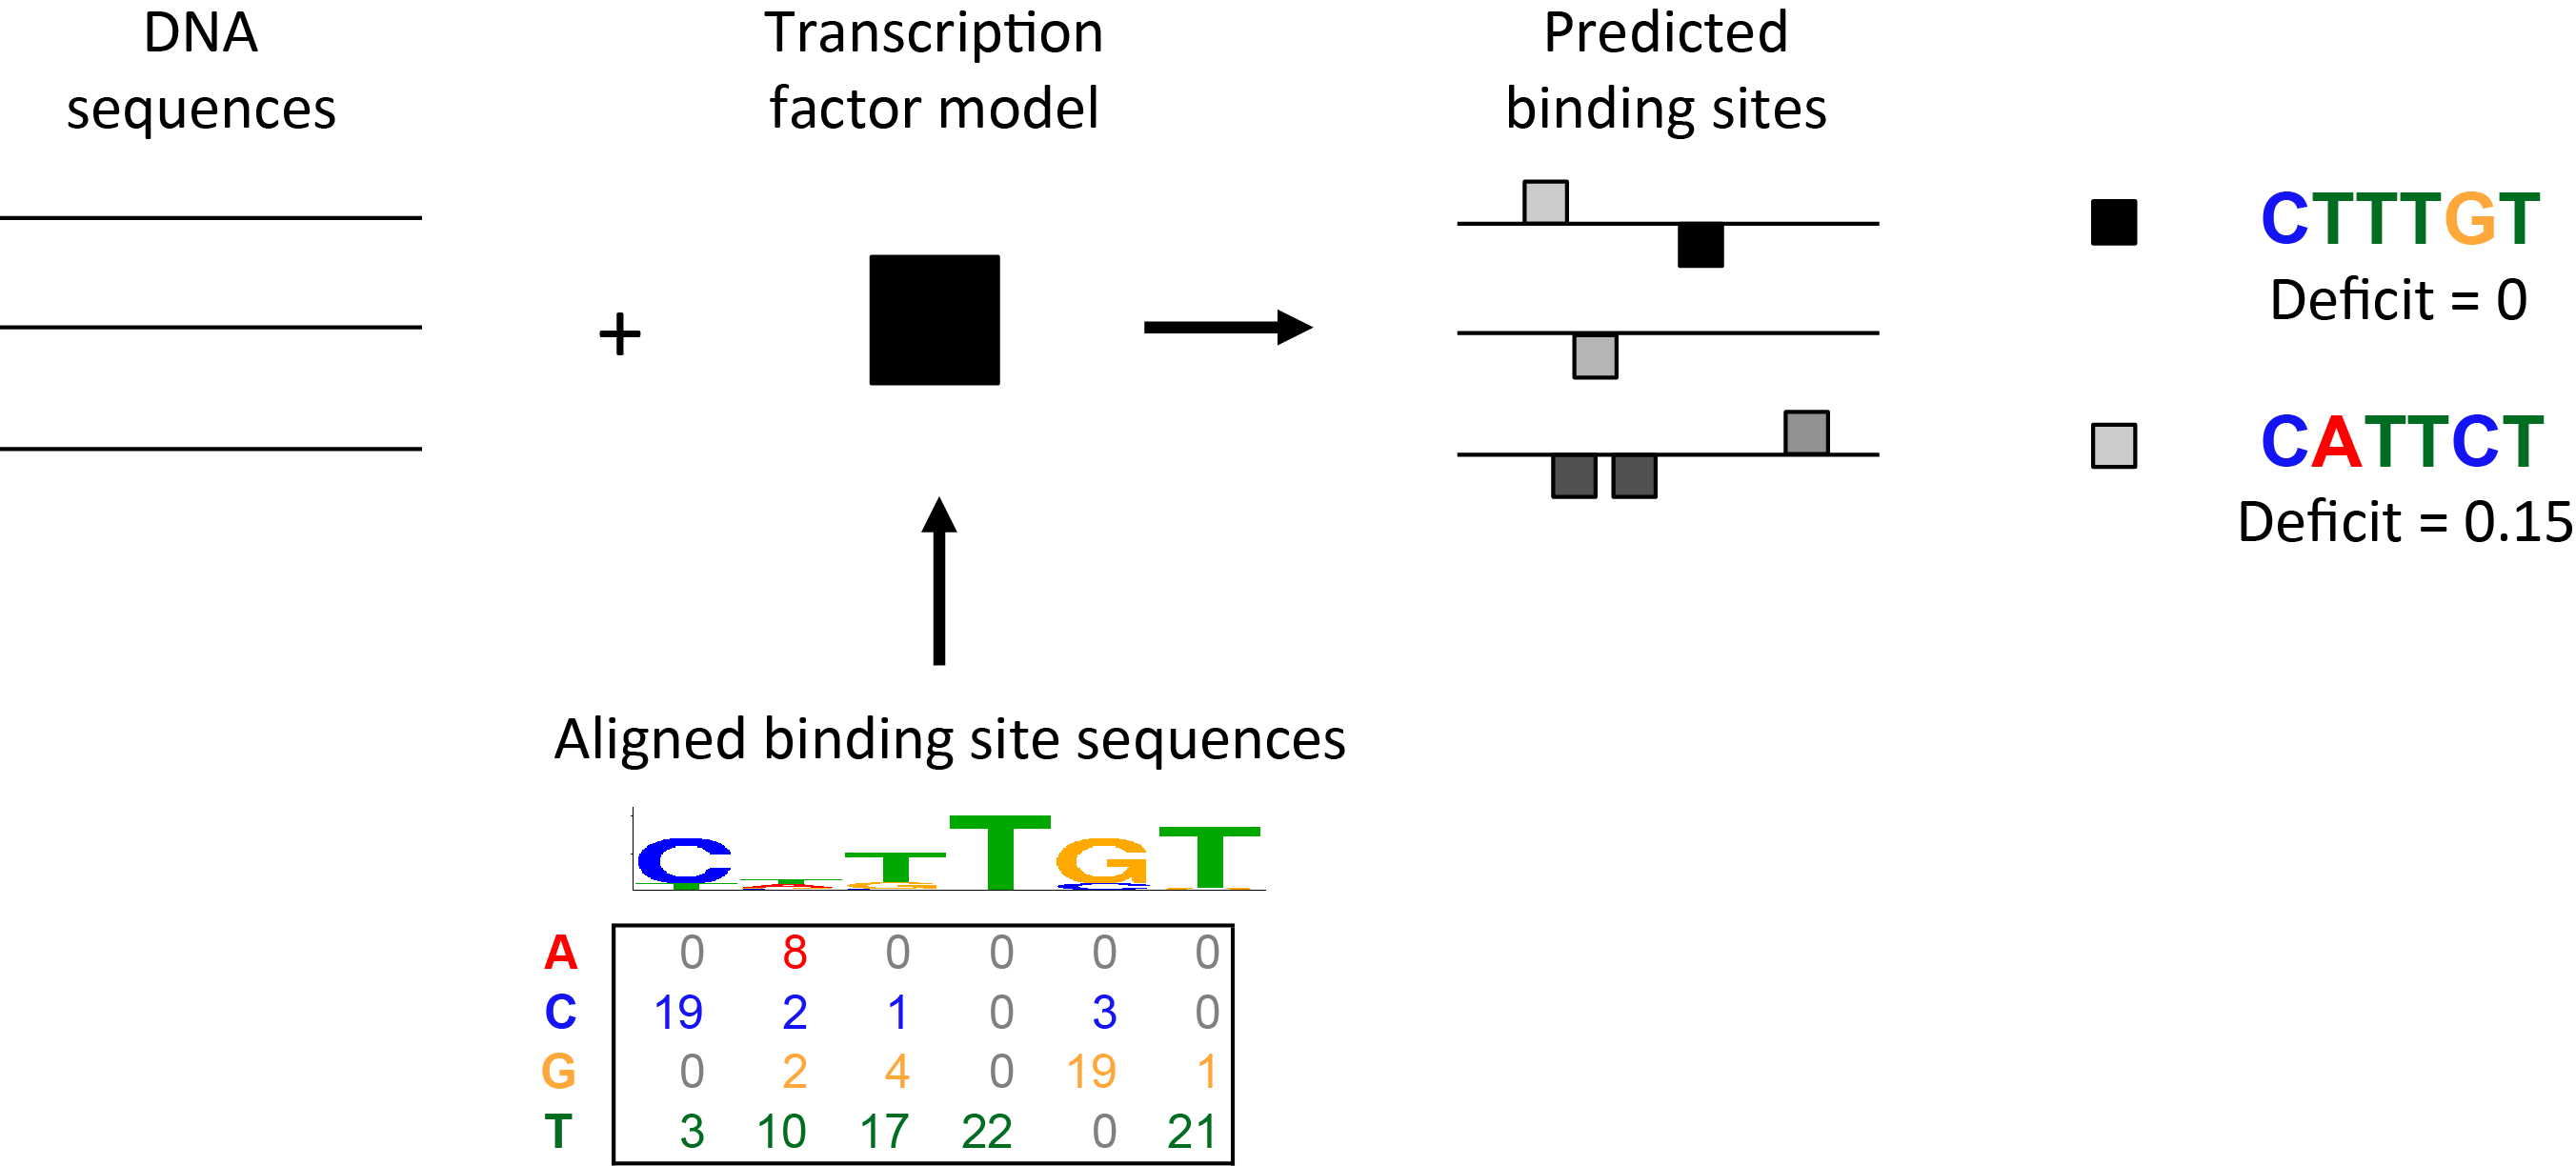 DNA
sequences
Transcription
factor model
Predicted
binding sites
+
CTTTGT
Deficit = 0
CATTCT
Deficit = 0.15
Aligned binding site sequences
CATTGT
TTGCG
A 0 8 0 0 0 0
C 19 2 1 0 3 0
G 0 2 4 0 19 1
T 3 10 17 22 0 21